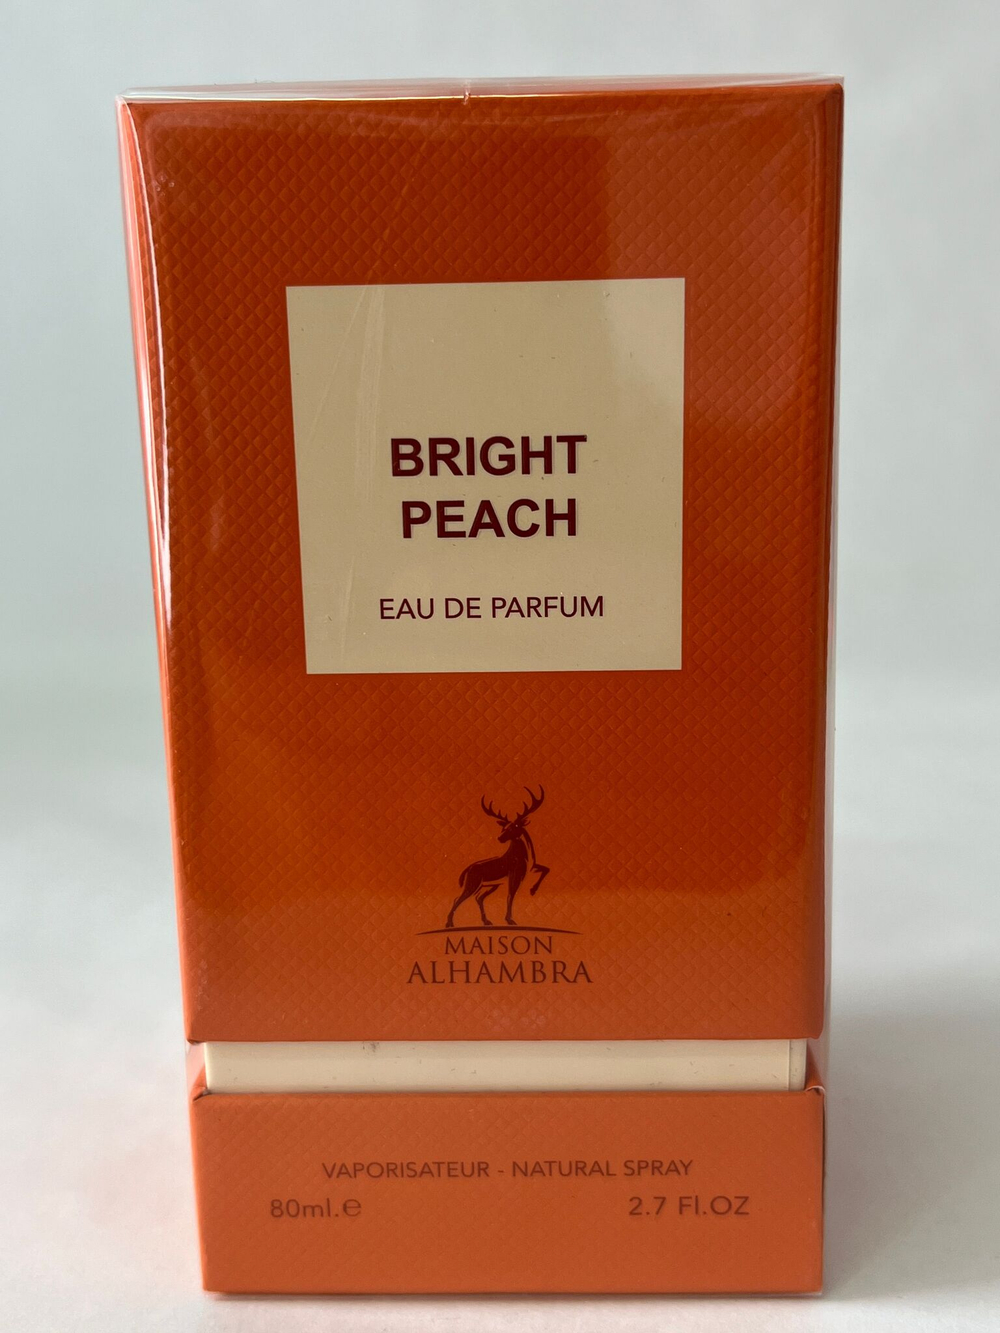 BRIGHT
PEACH
EAU DE PARFUM
MAISON
ALHAMBRA
VAPORISATEUR - NATURAL SPRAY
80ml.e 2.7 Fl.OZ